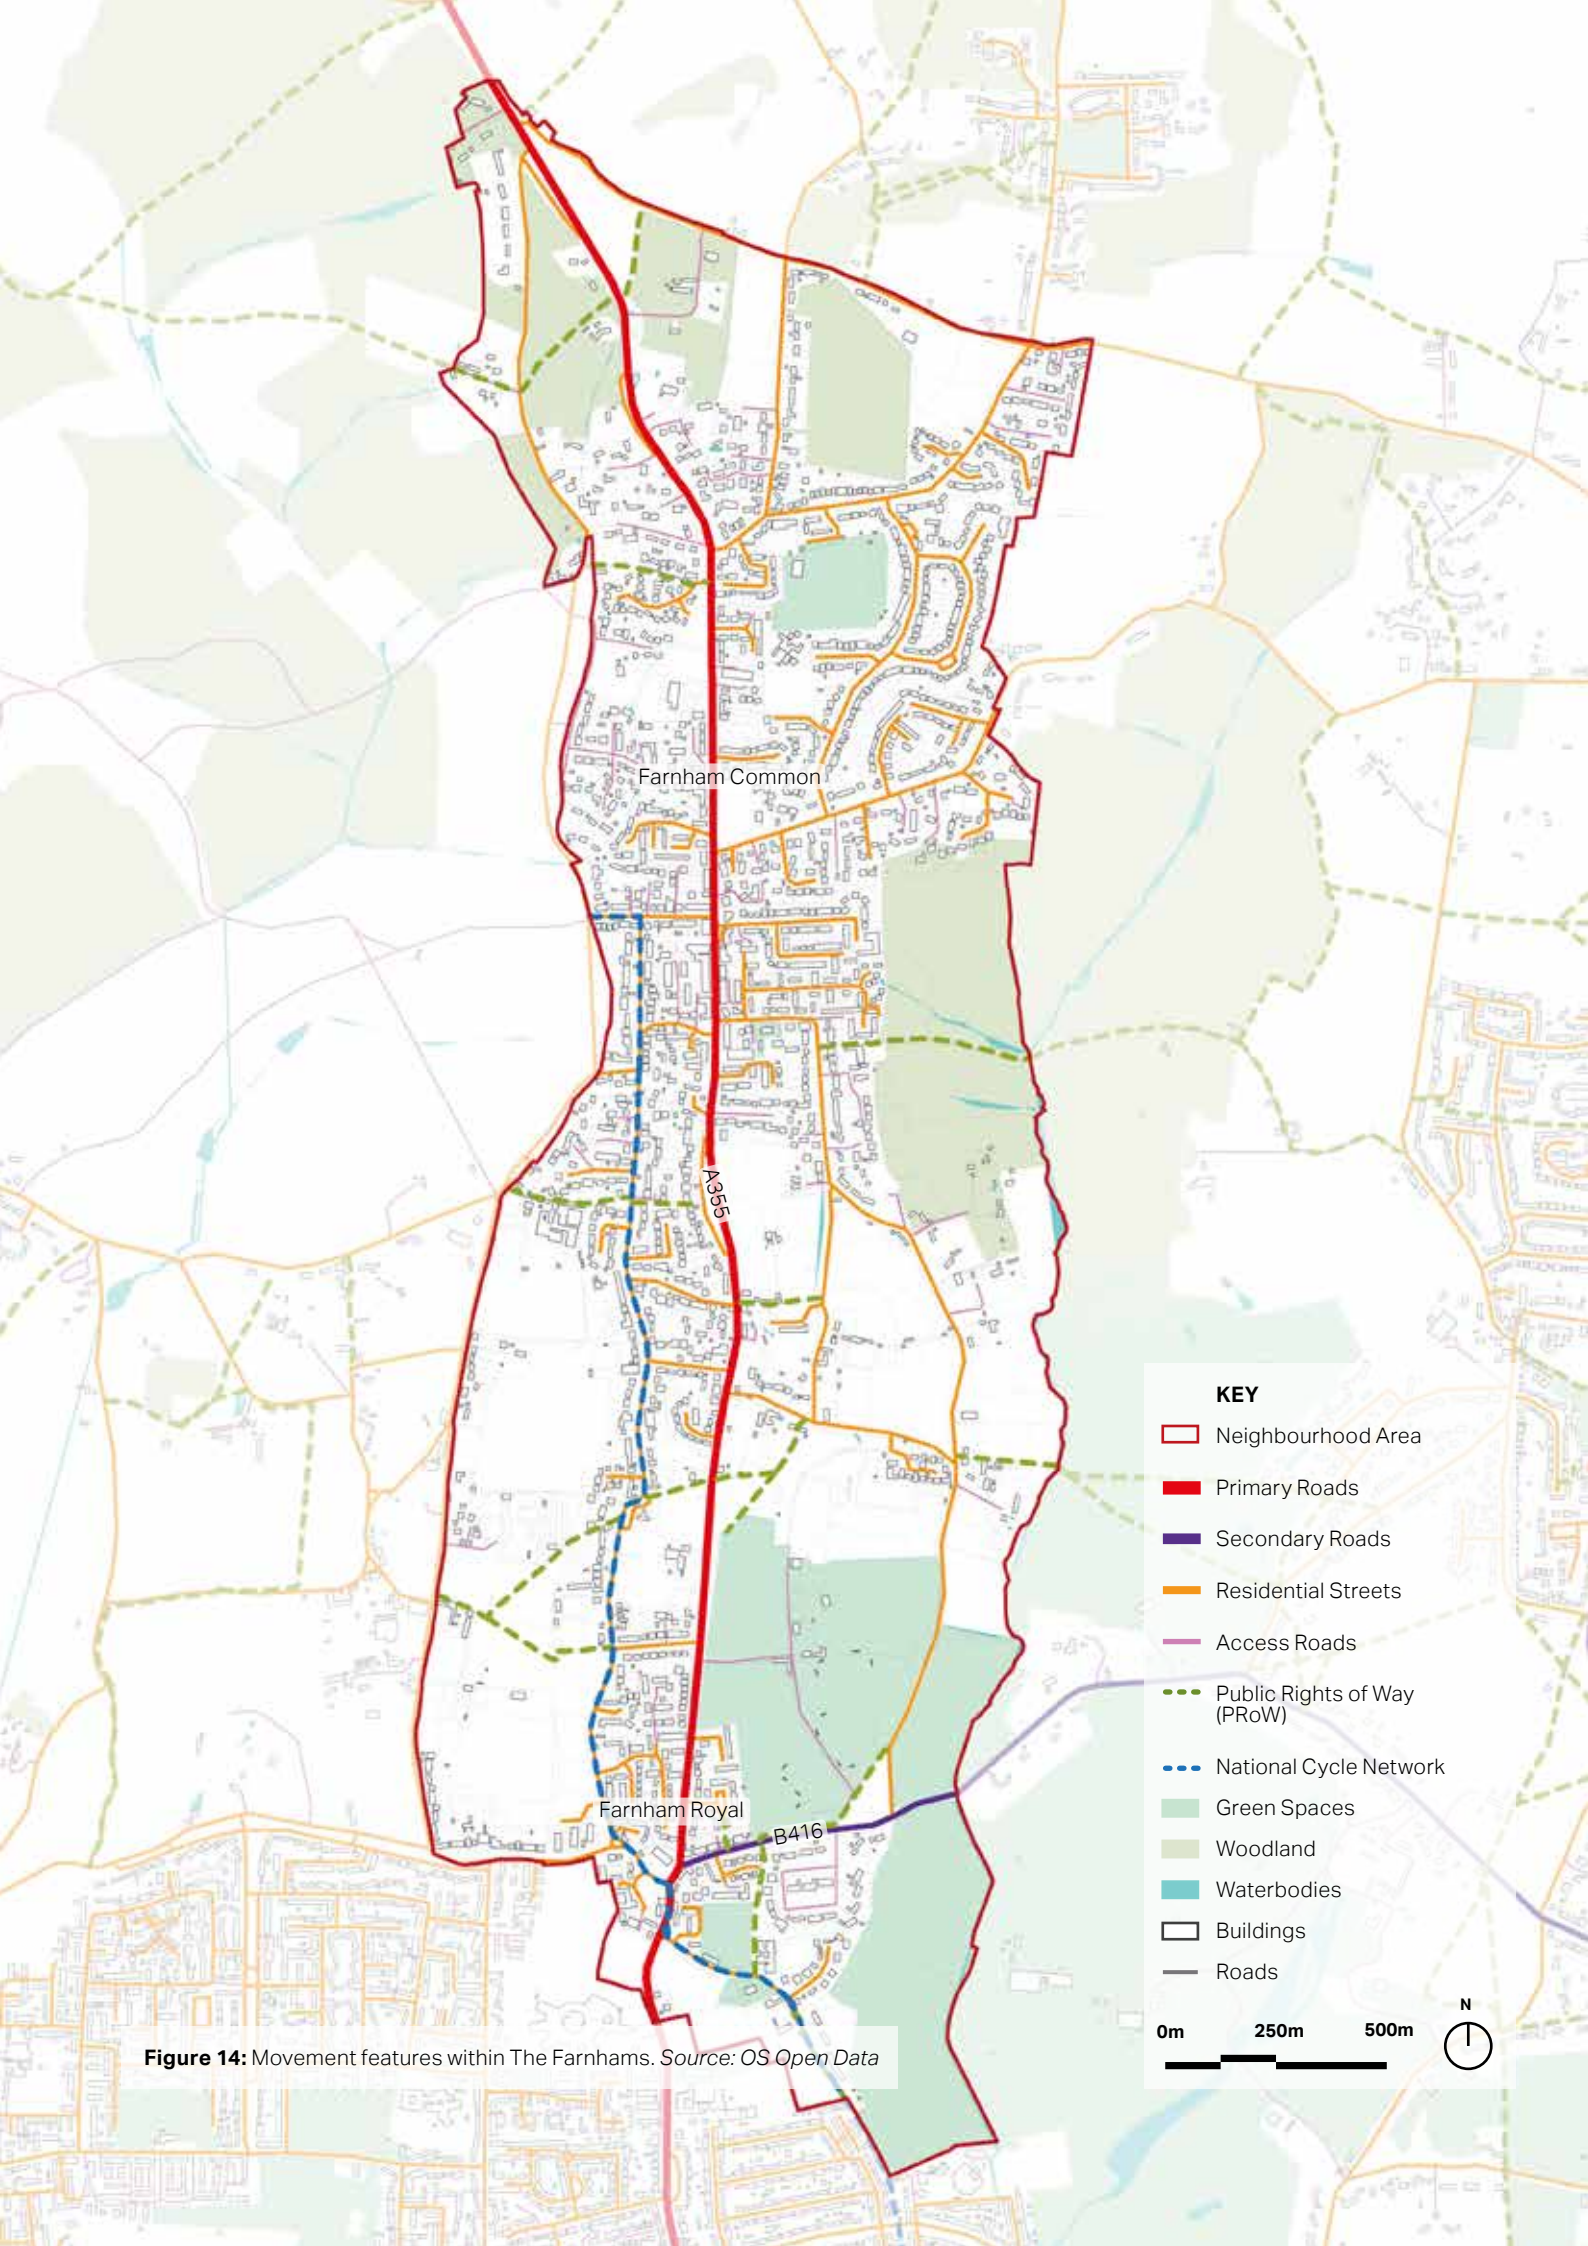 Farnham Common
A355
Farnham Royal
B416
KEY
Neighbourhood Area
Primary Roads
Secondary Roads
Residential Streets
Access Roads
Public Rights of Way
(PRoW)
National Cycle Network
Green Spaces
Woodland
Waterbodies
Buildings
Roads
N
0m 250m 500m
Figure 14: Movement features within The Farnhams. Source: OS Open Data